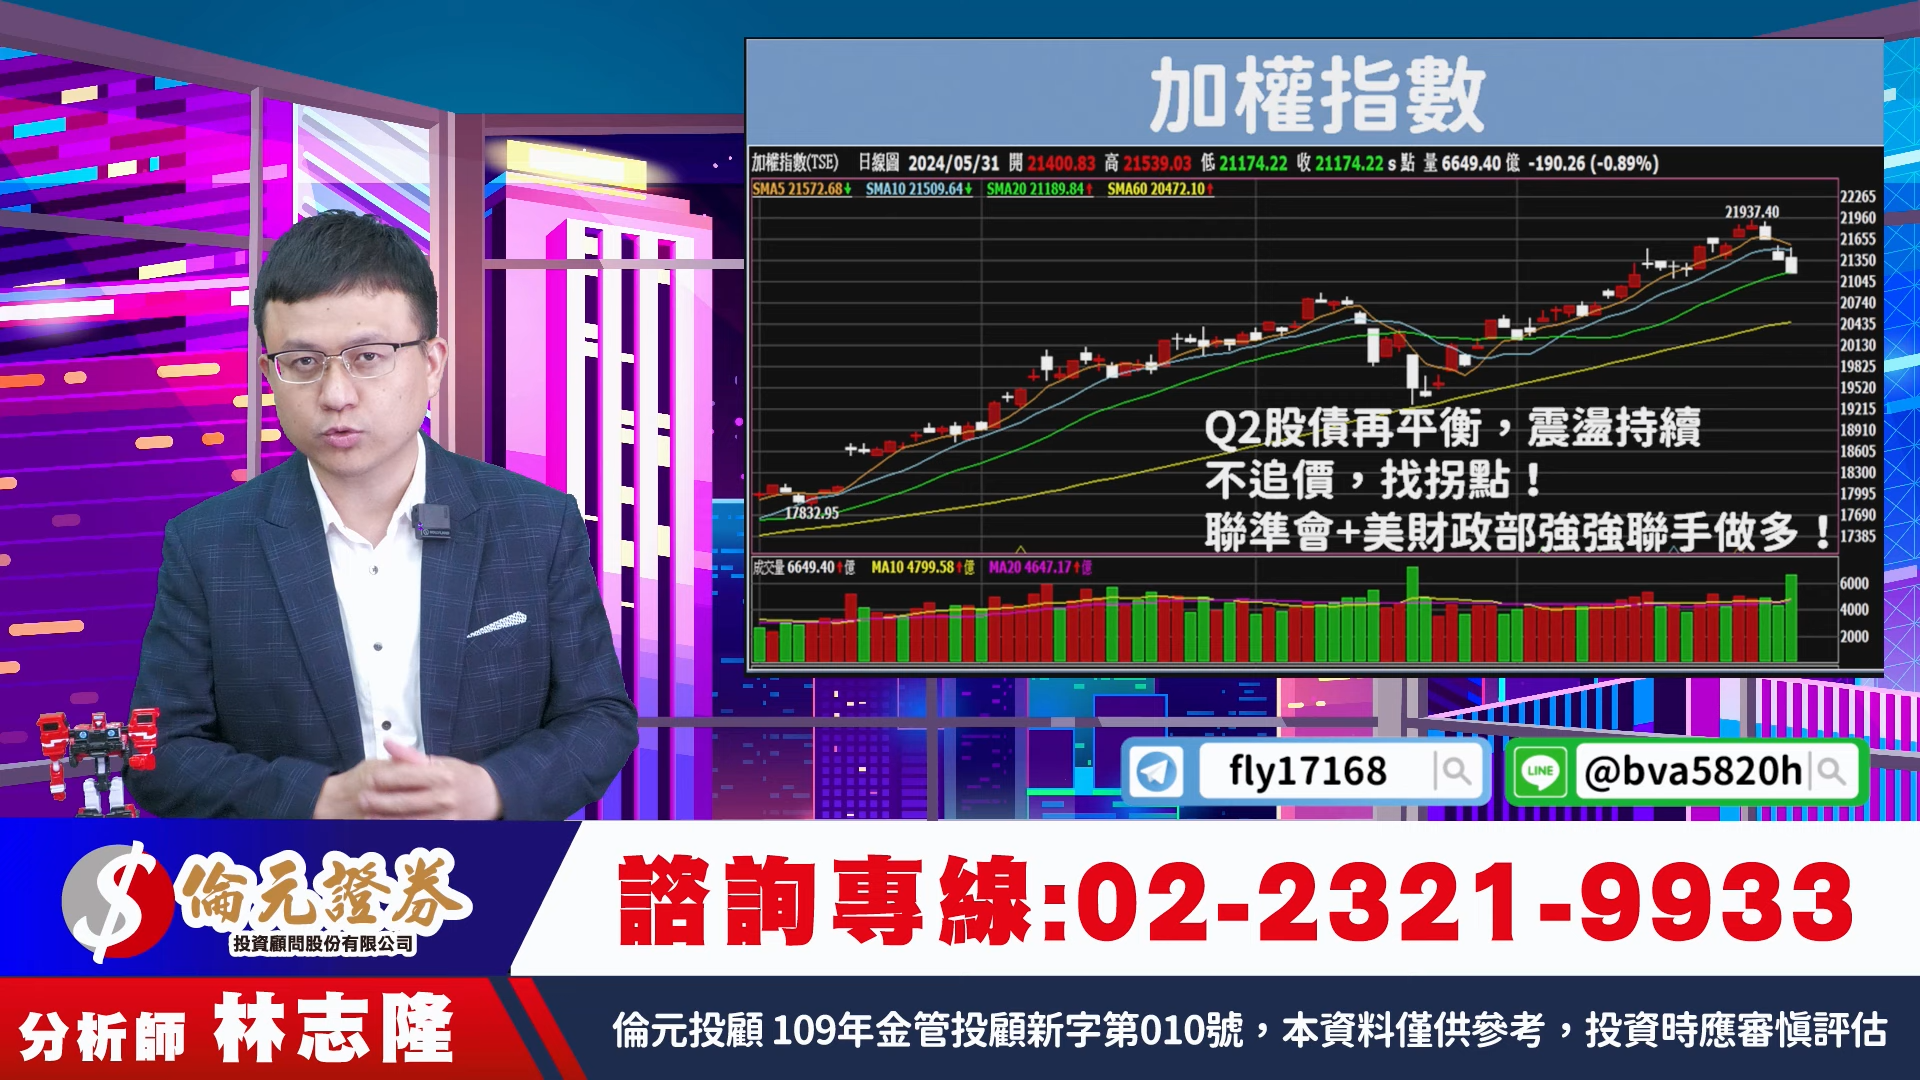 加權指數
加權指數(TSE) 日線圖 2024/05/31 開 21400.83 高 21539.03 低 21174.22 收 21174.22 s 點 量 6649.40 億 -190.26 (-0.89%)
SMA5 21572.68↓ SMA10 21509.64↓ SMA20 21189.84↑ SMA60 20472.10↑
22265
21960
21655
21350
21045
20740
20435
20130
19825
19520
19215
18910
18605
18300
17995
17690
17385
21937.40
17832.95
Q2股債再平衡，震盪持續
不追價，找拐點！
聯準會+美財政部強強聯手做多！
成交量 6649.40↑億 MA10 4799.58↑億 MA20 4647.17↑億
6000
4000
2000
fly17168
LINE @bva5820h
倫元證券
投資顧問股份有限公司
諮詢專線:02-2321-9933
分析師 林志隆
倫元投顧 109年金管投顧新字第010號，本資料僅供參考，投資時應審慎評估